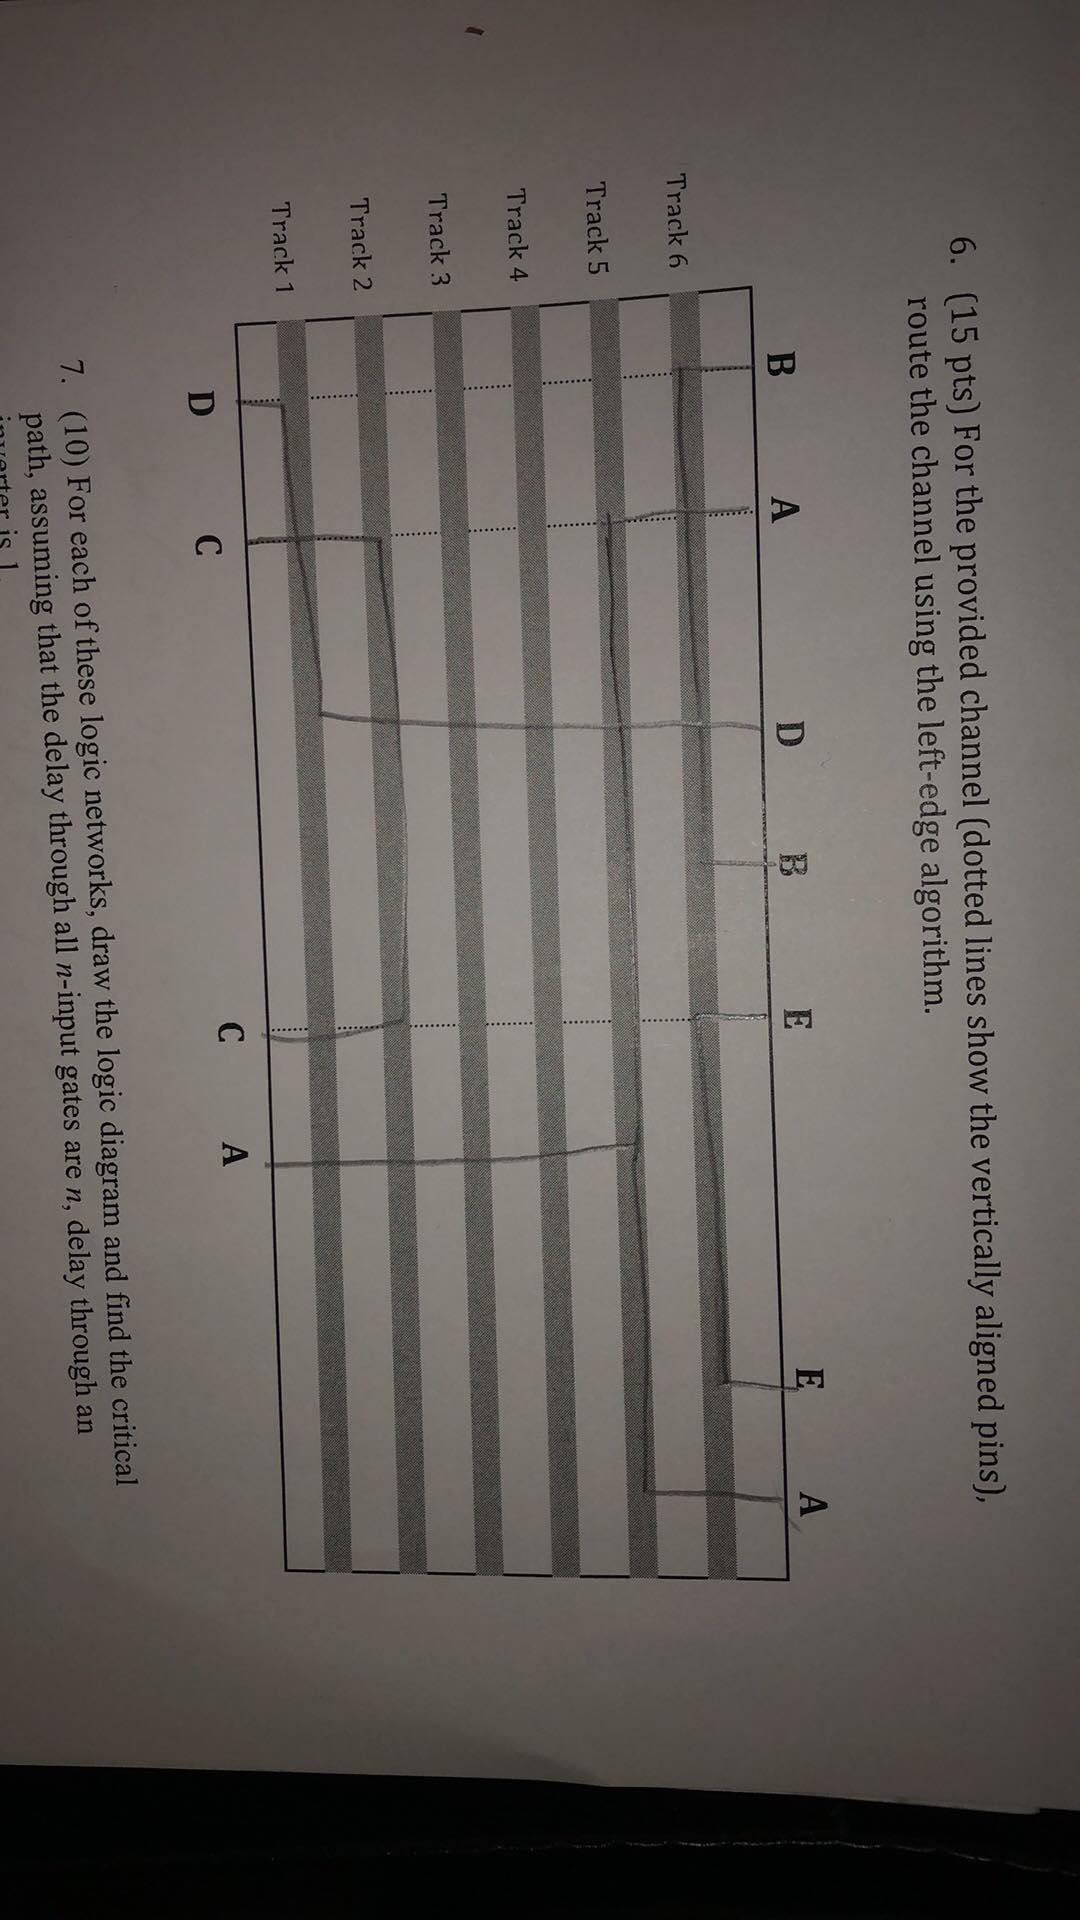 6. (15 pts) For the provided channel (dotted lines show the vertically aligned pins),
route the channel using the left-edge algorithm.
B A D B E E A
Track 6
Track 5
Track 4
Track 3
Track 2
Track 1
D C C A
7. (10) For each of these logic networks, draw the logic diagram and find the critical
path, assuming that the delay through all n-input gates are n, delay through an
inverter is 1.